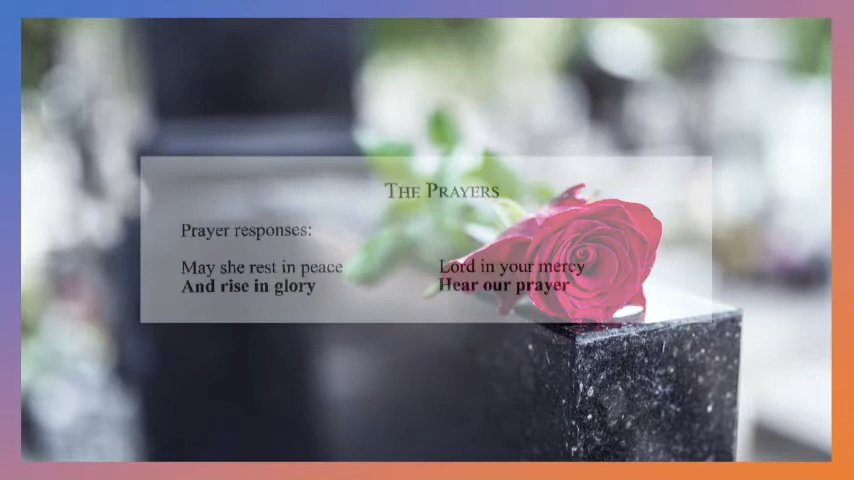 THE PRAYERS
Prayer responses:
May she rest in peace
And rise in glory
Lord in your mercy
Hear our prayer